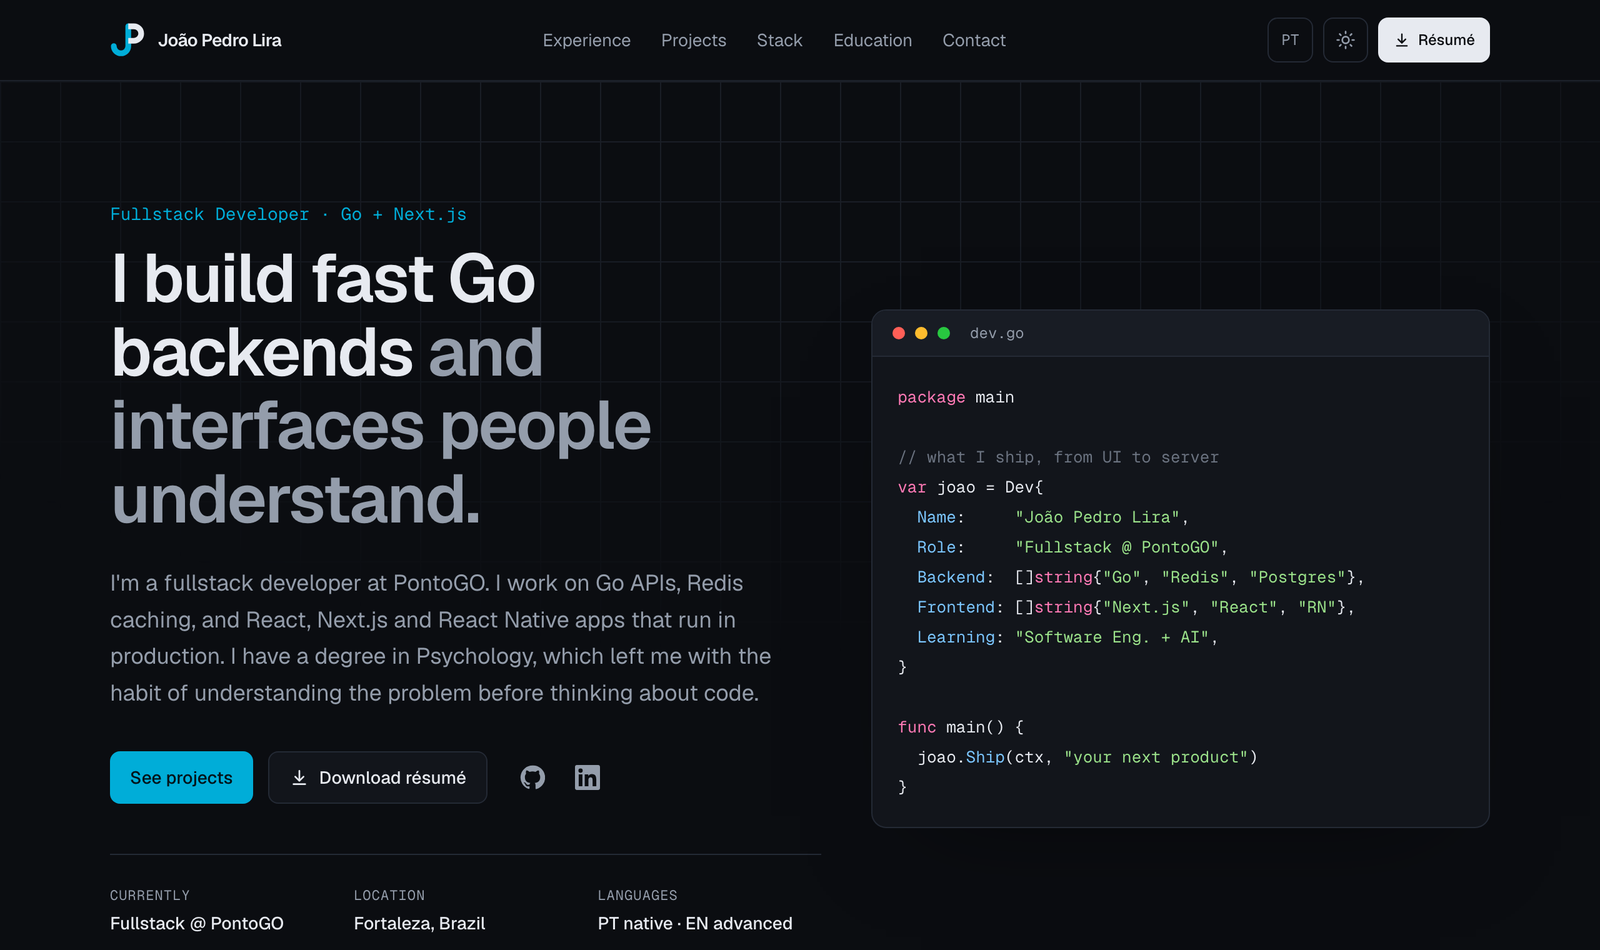 João Pedro Lira
Experience
Projects
Stack
Education
Contact
PT
Résumé
Fullstack Developer · Go + Next.js
I build fast Go
backends and
interfaces people
understand.
I'm a fullstack developer at PontoGO. I work on Go APIs, Redis
caching, and React, Next.js and React Native apps that run in
production. I have a degree in Psychology, which left me with the
habit of understanding the problem before thinking about code.
See projects
Download résumé
CURRENTLY
Fullstack @ PontoGO
LOCATION
Fortaleza, Brazil
LANGUAGES
PT native · EN advanced
dev.go
package main
// what I ship, from UI to server
var joao = Dev{
  Name:     "João Pedro Lira",
  Role:     "Fullstack @ PontoGO",
  Backend:  []string{"Go", "Redis", "Postgres"},
  Frontend: []string{"Next.js", "React", "RN"},
  Learning: "Software Eng. + AI",
}
func main() {
  joao.Ship(ctx, "your next product")
}